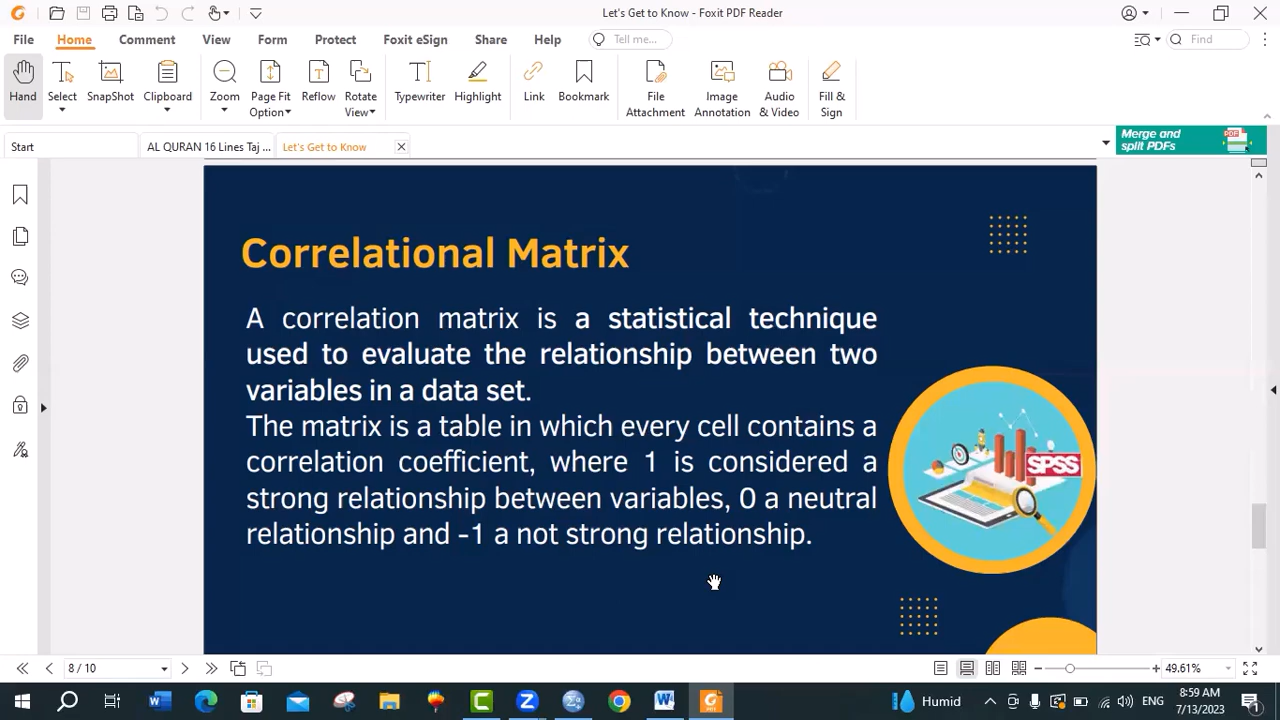 Let's Get to Know - Foxit PDF Reader
File Home Comment View Form Protect Foxit eSign Share Help Tell me... Find
Hand Select SnapShot Clipboard Zoom Page Fit Option Reflow Rotate View Typewriter Highlight Link Bookmark File Attachment Image Annotation Audio & Video Fill & Sign
Start AL QURAN 16 Lines Taj ... Let's Get to Know
Merge and
split PDFs
PDF
Correlational Matrix
A correlation matrix is a statistical technique
used to evaluate the relationship between two
variables in a data set.
The matrix is a table in which every cell contains a
correlation coefficient, where 1 is considered a
strong relationship between variables, 0 a neutral
relationship and -1 a not strong relationship.
SPSS
8 / 10
49.61%
Humid
ENG
8:59 AM
7/13/2023